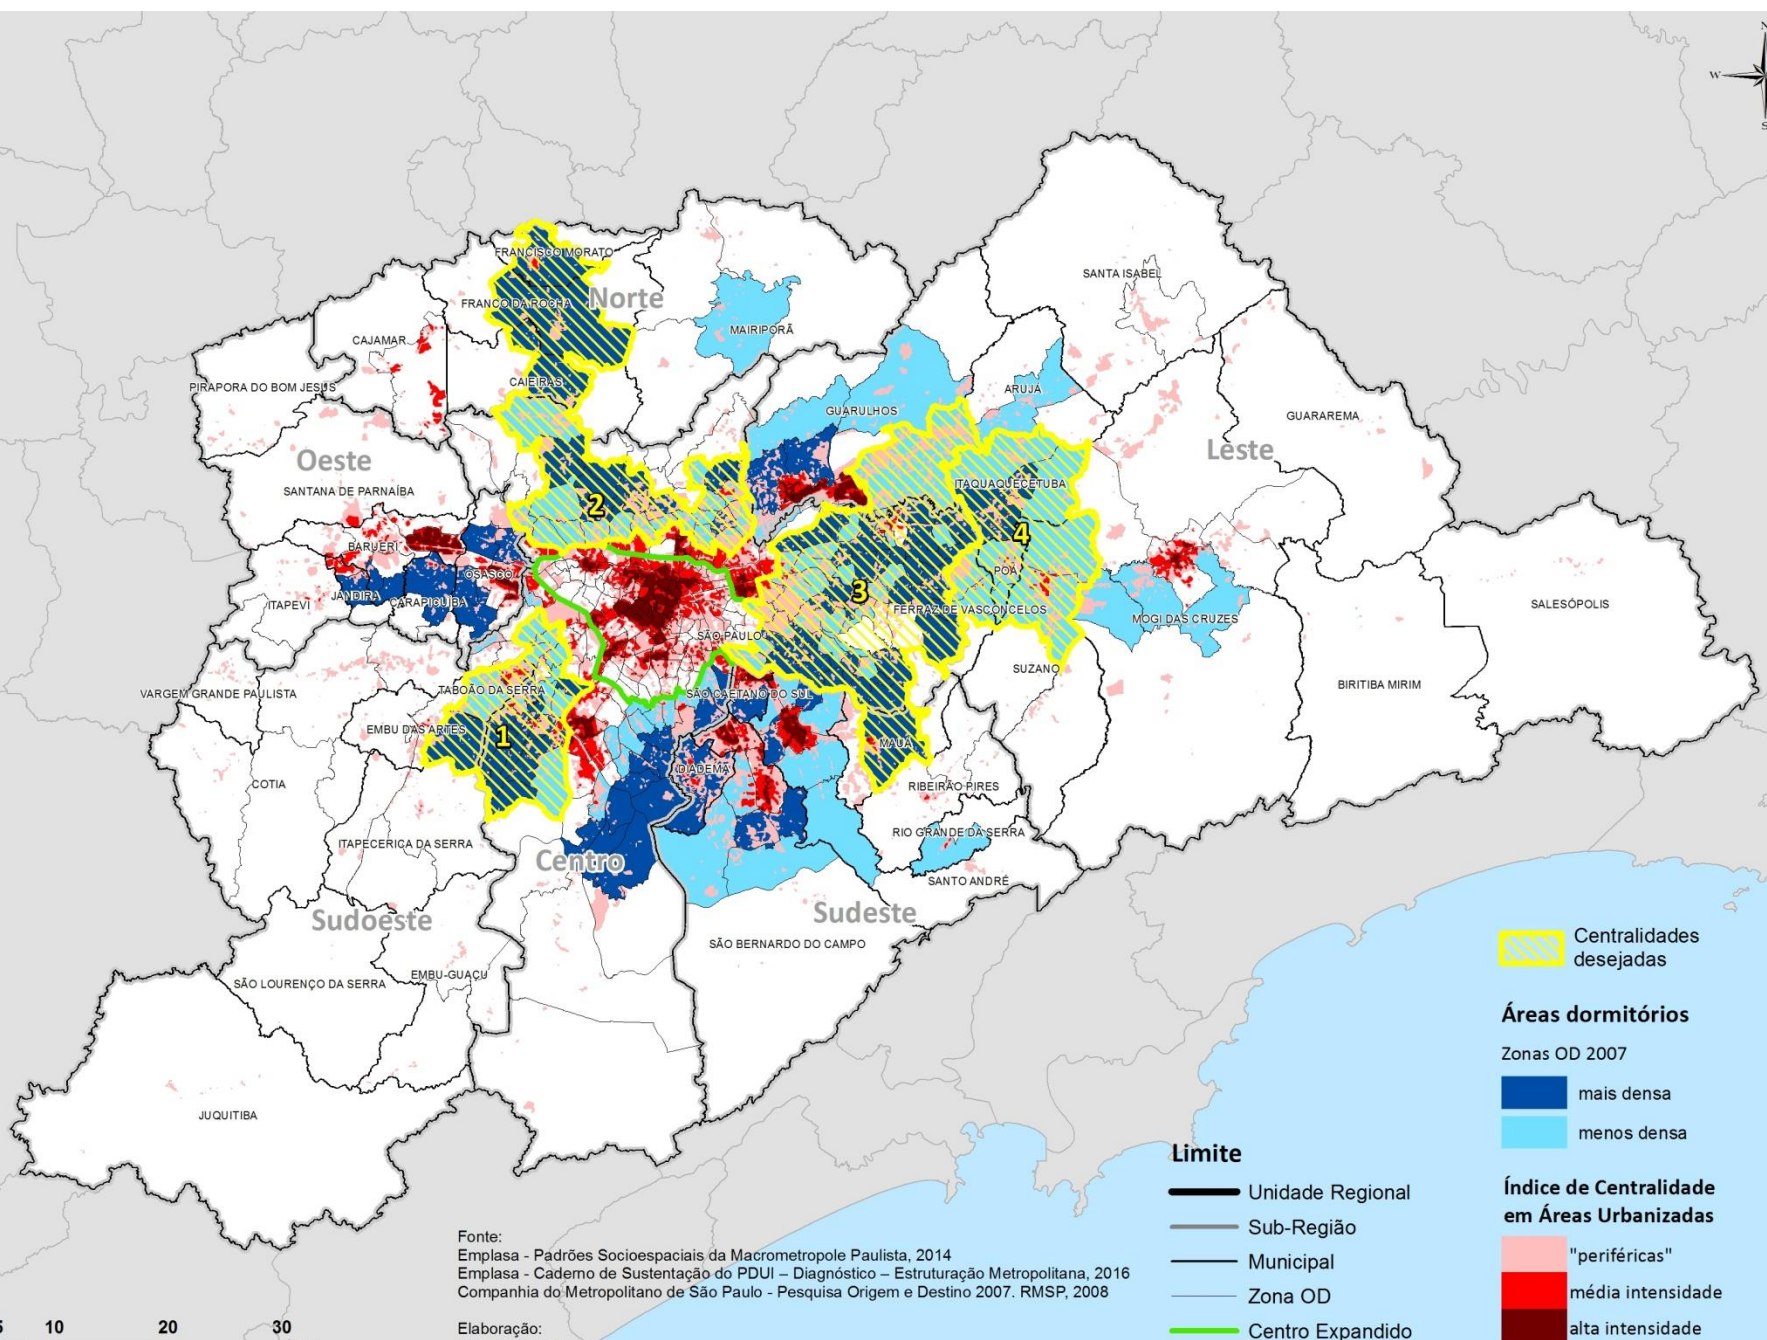 N
W
S
FRANCISCO MORATO
FRANCO DA ROCHA
Norte
SANTA ISABEL
MAIRIPORÃ
CAJAMAR
CAIEIRAS
PIRAPORA DO BOM JESUS
ARUJÁ
GUARULHOS
GUARAREMA
Oeste
Leste
SANTANA DE PARNAÍBA
ITAQUAQUECETUBA
2
4
BARUERI
OSASCO
POÁ
3
JANDIRA
CARAPICUÍBA
ITAPEVI
FERRAZ DE VASCONCELOS
SALESÓPOLIS
MOGI DAS CRUZES
SÃO PAULO
SUZANO
BIRITIBA MIRIM
VARGEM GRANDE PAULISTA
TABOÃO DA SERRA
SÃO CAETANO DO SUL
EMBU DAS ARTES
1
MAUÁ
DIADEMA
COTIA
RIBEIRÃO PIRES
RIO GRANDE DA SERRA
ITAPECERICA DA SERRA
Centro
SANTO ANDRÉ
Sudoeste
Sudeste
SÃO BERNARDO DO CAMPO
EMBU-GUAÇU
SÃO LOURENÇO DA SERRA
JUQUITIBA
Centralidades
desejadas
Áreas dormitórios
Zonas OD 2007
mais densa
menos densa
Índice de Centralidade
em Áreas Urbanizadas
"periféricas"
média intensidade
alta intensidade
Limite
Unidade Regional
Sub-Região
Municipal
Zona OD
Centro Expandido
Fonte:
Emplasa - Padrões Socioespaciais da Macrometropole Paulista, 2014
Emplasa - Caderno de Sustentação do PDUI – Diagnóstico – Estruturação Metropolitana, 2016
Companhia do Metropolitano de São Paulo - Pesquisa Origem e Destino 2007. RMSP, 2008
Elaboração:
5 10 20 30